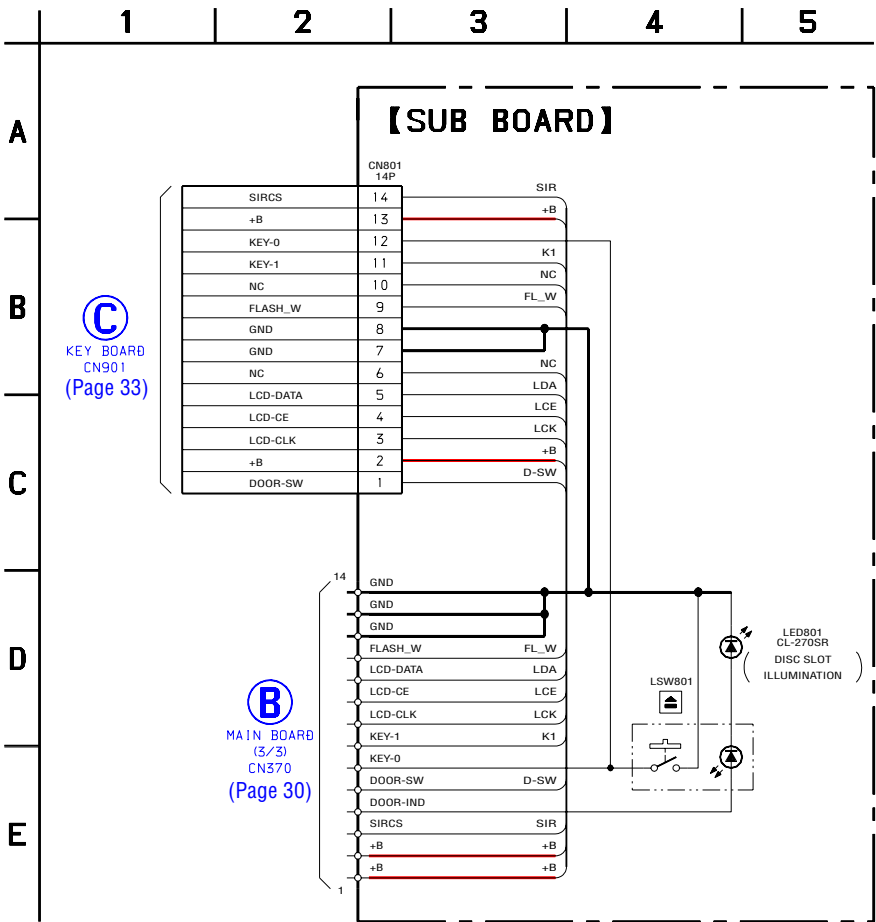 1 2 3 4 5
A
【SUB BOARD】
CN801
14P
SIRCS 14 SIR
+B 13 +B
KEY-0 12
KEY-1 11 K1
B
NC 10 NC
FLASH_W 9 FL_W
GND 8
GND 7
NC 6 NC
LCD-DATA 5 LDA
LCD-CE 4 LCE
LCD-CLK 3 LCK
+B 2 +B
DOOR-SW 1 D-SW
C
KEY BOARD
CN901
(Page 33)
C
14
GND
GND
GND
D
FLASH_W FL_W
LCD-DATA LDA
LCD-CE LCE
LCD-CLK LCK
KEY-1 K1
KEY-0
DOOR-SW D-SW
DOOR-IND
SIRCS SIR
+B +B
+B +B
1
B
MAIN BOARD
(3/3)
CN370
(Page 30)
LSW801
LED801
CL-270SR
( DISC SLOT
ILLUMINATION )
E